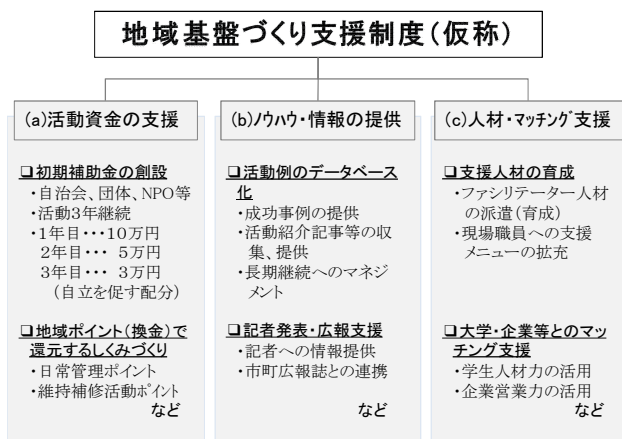 地域基盤づくり支援制度(仮称)
(a)活動資金の支援
❑初期補助金の創設
・自治会、団体、NPO等
・活動3年継続
・1年目・・・10万円
2年目・・・ 5万円
3年目・・・ 3万円
(自立を促す配分)
❑地域ポイント(換金)で
還元するしくみづくり
・日常管理ポイント
・維持補修活動ポイント
など
(b)ノウハウ・情報の提供
❑活動例のデータベース
化
・成功事例の提供
・活動紹介記事等の収
集、提供
・長期継続へのマネジ
メント
❑記者発表・広報支援
・記者への情報提供
・市町広報誌との連携
など
(c)人材・マッチング支援
❑支援人材の育成
・ファシリテーター人材
の派遣(育成)
・現場職員への支援
メニューの拡充
❑大学・企業等とのマッ
チング支援
・学生人材力の活用
・企業営業力の活用
など